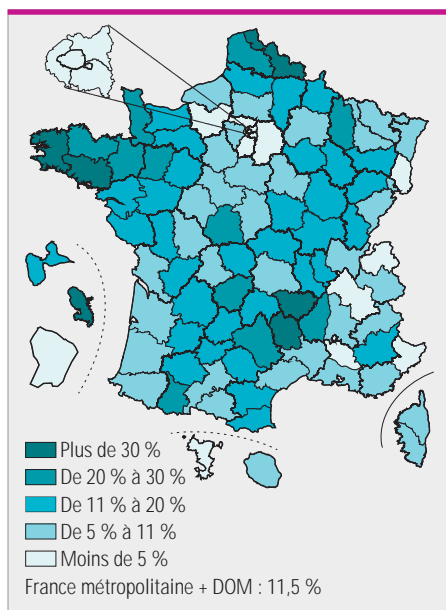 Plus de 30 %
De 20 % à 30 %
De 11 % à 20 %
De 5 % à 11 %
Moins de 5 %
France métropolitaine + DOM : 11,5 %